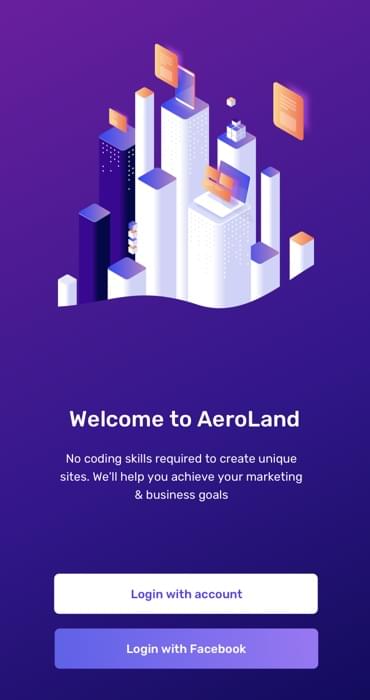 Welcome to AeroLand
No coding skills required to create unique
sites. We'll help you achieve your marketing
& business goals
Login with account
Login with Facebook